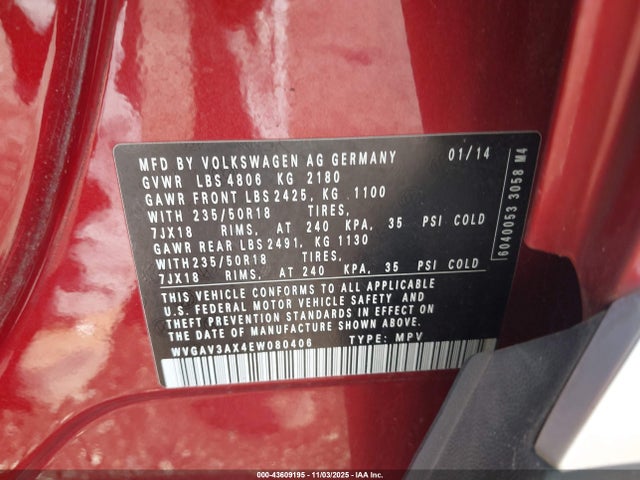 MFD BY VOLKSWAGEN AG GERMANY 01/14
GVWR LBS 4806 KG 2180
GAWR FRONT LBS 2425, KG 1100
WITH 235/50R18 TIRES,
7JX18 RIMS, AT 240 KPA, 35 PSI COLD
GAWR REAR LBS 2491, KG 1130
WITH235/50R18 TIRES,
7JX18 RIMS, AT 240 KPA, 35 PSI COLD
THIS VEHICLE CONFORMS TO ALL APPLICABLE
U.S. FEDERAL MOTOR VEHICLE SAFETY AND
THEFT PREVENTION STANDARDS IN EFFECT ON
THE DATE OF MANUFACTURE SHOWN ABOVE.
WVGAV3AX4EW080406 TYPE: MPV
6040053 3058 M4
000-43609195 - 11/03/2025 - IAA Inc.